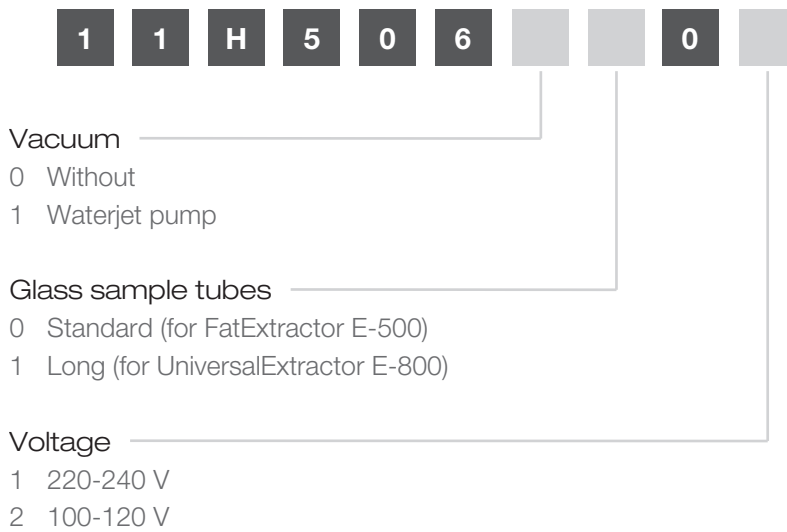 1 1 H 5 0 6 0
Vacuum
0 Without
1 Waterjet pump
Glass sample tubes
0 Standard (for FatExtractor E-500)
1 Long (for UniversalExtractor E-800)
Voltage
1 220-240 V
2 100-120 V